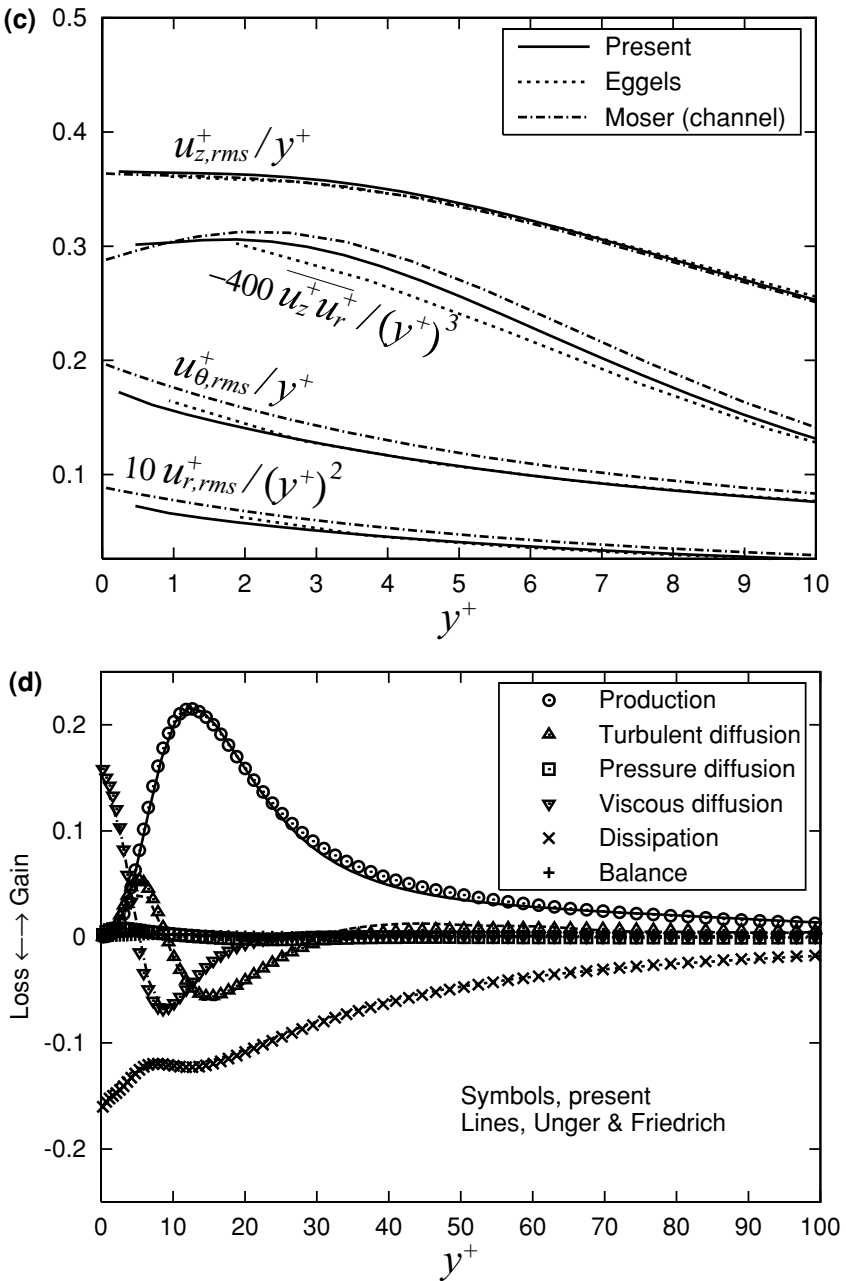 (c)
0.5
0.4
0.3
0.2
0.1
Present
Eggels
Moser (channel)
u⁺z,rms / y⁺
−400 u⁺z u⁺r / (y⁺)³
u⁺θ,rms / y⁺
10 u⁺r,rms / (y⁺)²
0 1 2 3 4 5 6 7 8 9 10
y⁺
(d)
0.2
0.1
0
-0.1
-0.2
Loss ←→ Gain
Production
Turbulent diffusion
Pressure diffusion
Viscous diffusion
Dissipation
Balance
Symbols, present
Lines, Unger & Friedrich
0 10 20 30 40 50 60 70 80 90 100
y⁺